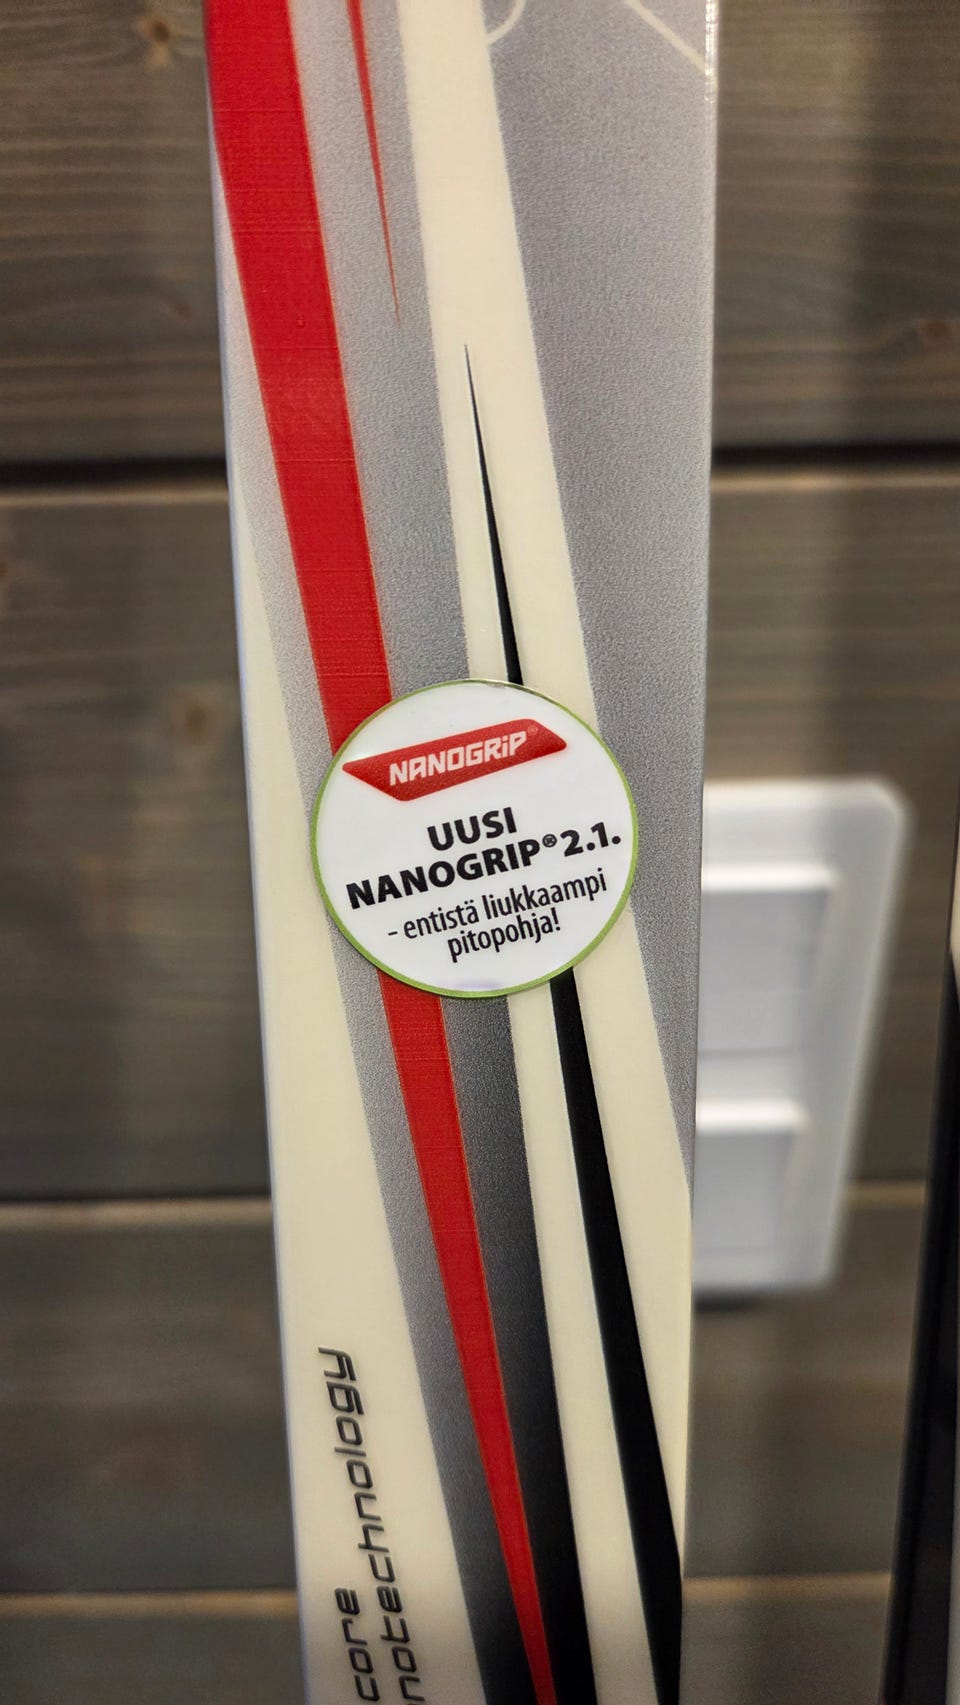 NANOGRiP
UUSI
NANOGRIP® 2.1.
- entistä liukkaampi
pitopohja!
core
notechnology